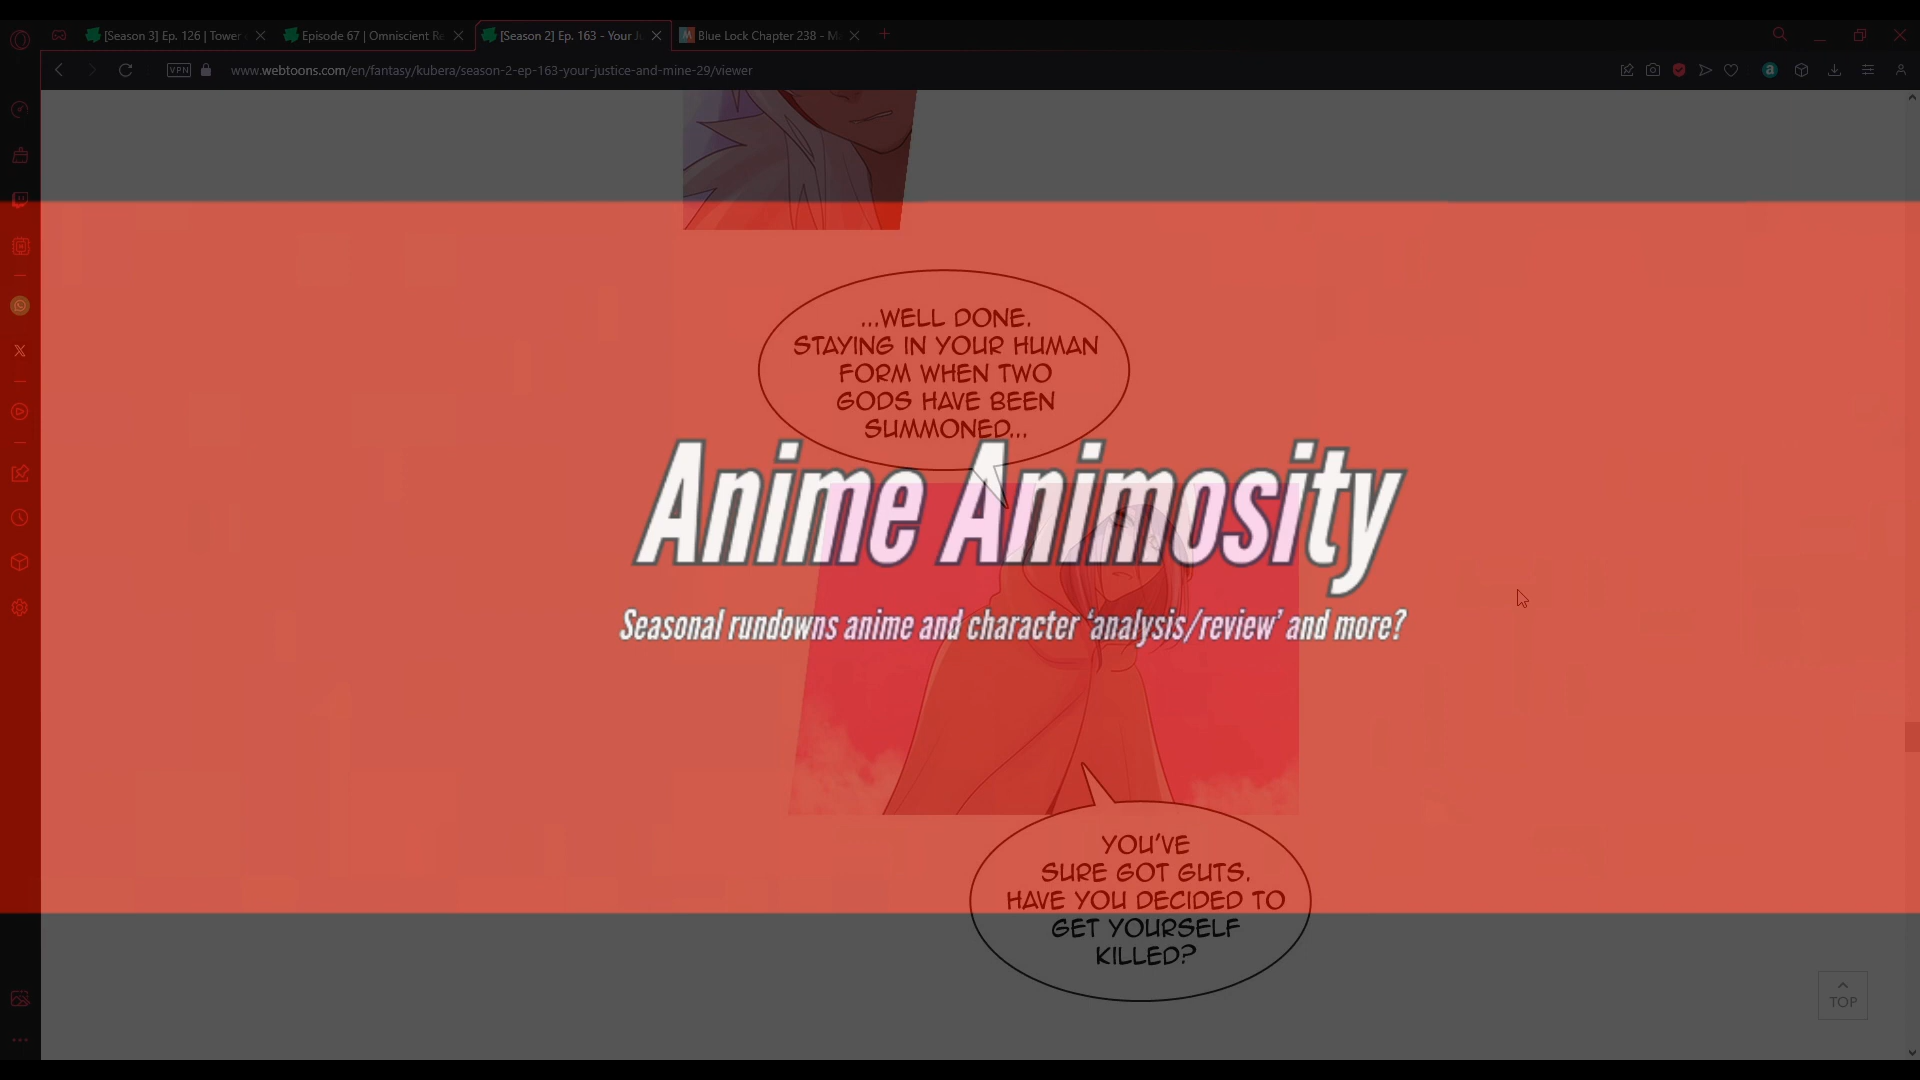 [Season 3] Ep. 126 | Tower
Episode 67 | Omniscient Re
[Season 2] Ep. 163 - Your Ju
Blue Lock Chapter 238 - M
VPN
www.webtoons.com/en/fantasy/kubera/season-2-ep-163-your-justice-and-mine-29/viewer
...WELL DONE.
STAYING IN YOUR HUMAN
FORM WHEN TWO
GODS HAVE BEEN
SUMMONED...
Anime Animosity
Seasonal rundowns anime and character 'analysis/review' and more?
YOU'VE
SURE GOT GUTS.
HAVE YOU DECIDED TO
GET YOURSELF
KILLED?
TOP